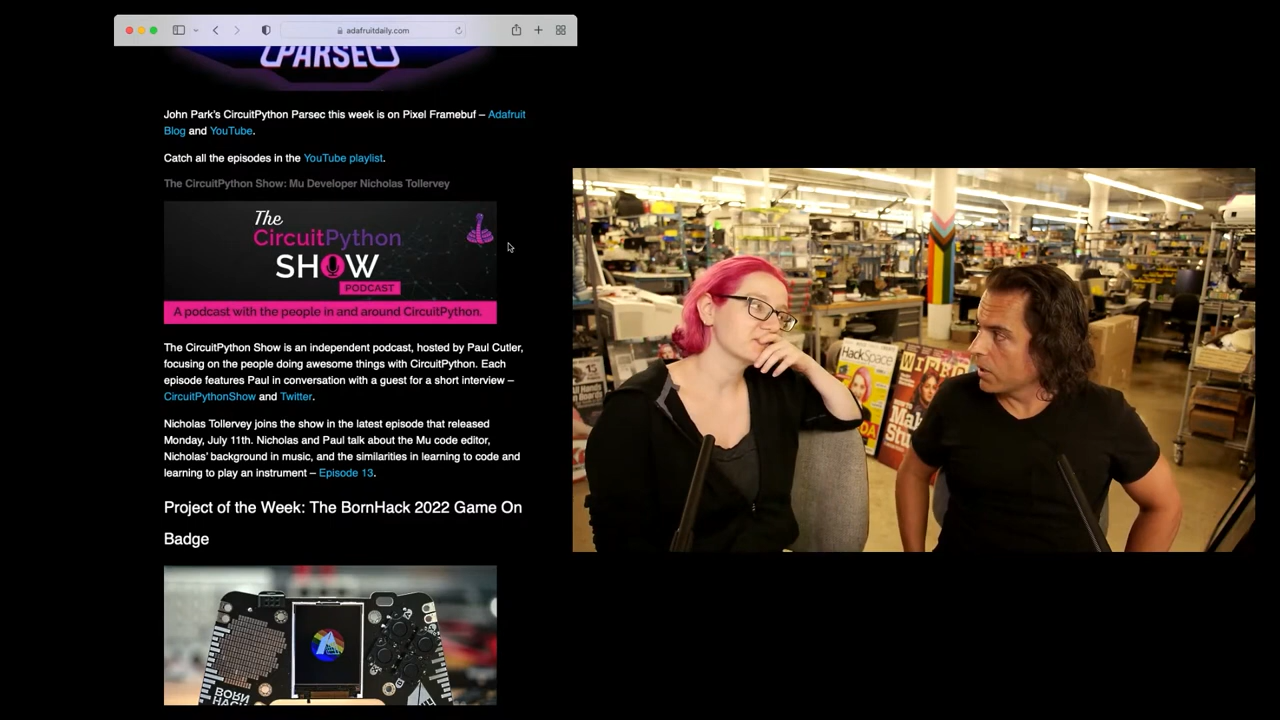 adafruitdaily.com
PARSEC
John Park's CircuitPython Parsec this week is on Pixel Framebuf – Adafruit
Blog and YouTube.
Catch all the episodes in the YouTube playlist.
The CircuitPython Show: Mu Developer Nicholas Tollervey
The
CircuitPython
SHOW
PODCAST
A podcast with the people in and around CircuitPython.
The CircuitPython Show is an independent podcast, hosted by Paul Cutler,
focusing on the people doing awesome things with CircuitPython. Each
episode features Paul in conversation with a guest for a short interview –
CircuitPythonShow and Twitter.
Nicholas Tollervey joins the show in the latest episode that released
Monday, July 11th. Nicholas and Paul talk about the Mu code editor,
Nicholas' background in music, and the similarities in learning to code and
learning to play an instrument – Episode 13.
Project of the Week: The BornHack 2022 Game On
Badge
BORN
HACK
HackSpace
WIRED